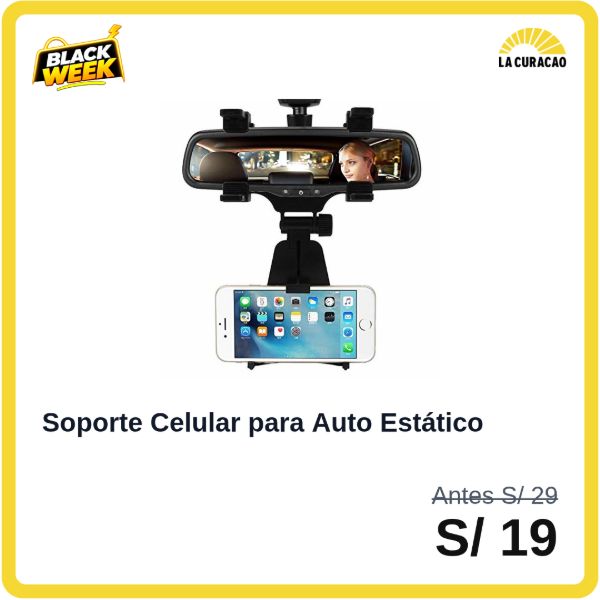 BLACK
WEEK
LA CURACAO
Soporte Celular para Auto Estático
Antes S/ 29
S/ 19